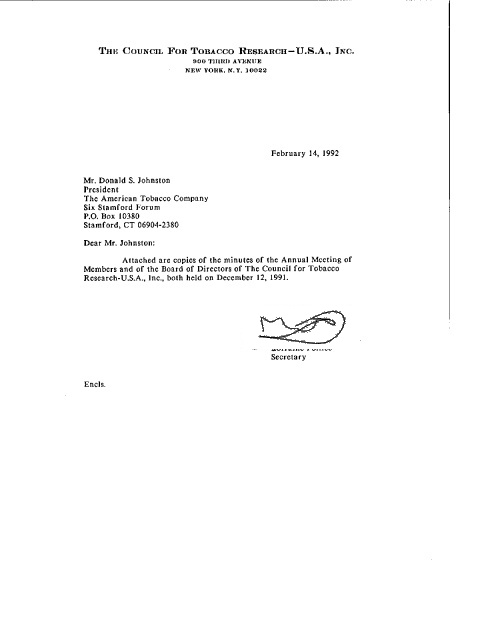 THE COUNCIL FOR TOBACCO RESEARCH—U.S.A., INC.
900 THIRD AVENUE
NEW YORK, N.Y. 10022
February 14, 1992
Mr. Donald S. Johnston
President
The American Tobacco Company
Six Stamford Forum
P.O. Box 10380
Stamford, CT 06904-2380
Dear Mr. Johnston:
Attached are copies of the minutes of the Annual Meeting of
Members and of the Board of Directors of The Council for Tobacco
Research-U.S.A., Inc., both held on December 12, 1991.
Secretary
Encls.